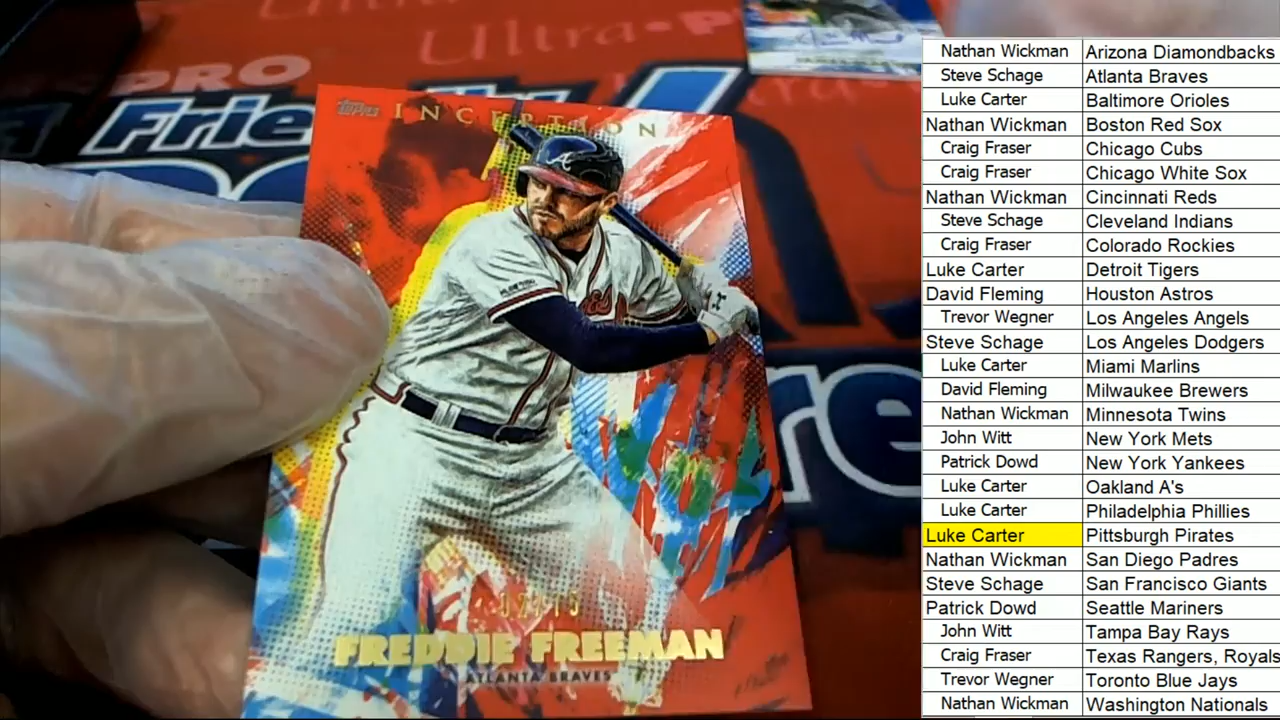 Ultra•P
PRO
Frie
TOPPS INCEPTION
A
FREDDIE FREEMAN
ATLANTA BRAVES
re
Nathan Wickman Arizona Diamondbacks
Steve Schage Atlanta Braves
Luke Carter Baltimore Orioles
Nathan Wickman Boston Red Sox
Craig Fraser Chicago Cubs
Craig Fraser Chicago White Sox
Nathan Wickman Cincinnati Reds
Steve Schage Cleveland Indians
Craig Fraser Colorado Rockies
Luke Carter Detroit Tigers
David Fleming Houston Astros
Trevor Wegner Los Angeles Angels
Steve Schage Los Angeles Dodgers
Luke Carter Miami Marlins
David Fleming Milwaukee Brewers
Nathan Wickman Minnesota Twins
John Witt New York Mets
Patrick Dowd New York Yankees
Luke Carter Oakland A's
Luke Carter Philadelphia Phillies
Luke Carter Pittsburgh Pirates
Nathan Wickman San Diego Padres
Steve Schage San Francisco Giants
Patrick Dowd Seattle Mariners
John Witt Tampa Bay Rays
Craig Fraser Texas Rangers, Royals
Trevor Wegner Toronto Blue Jays
Nathan Wickman Washington Nationals